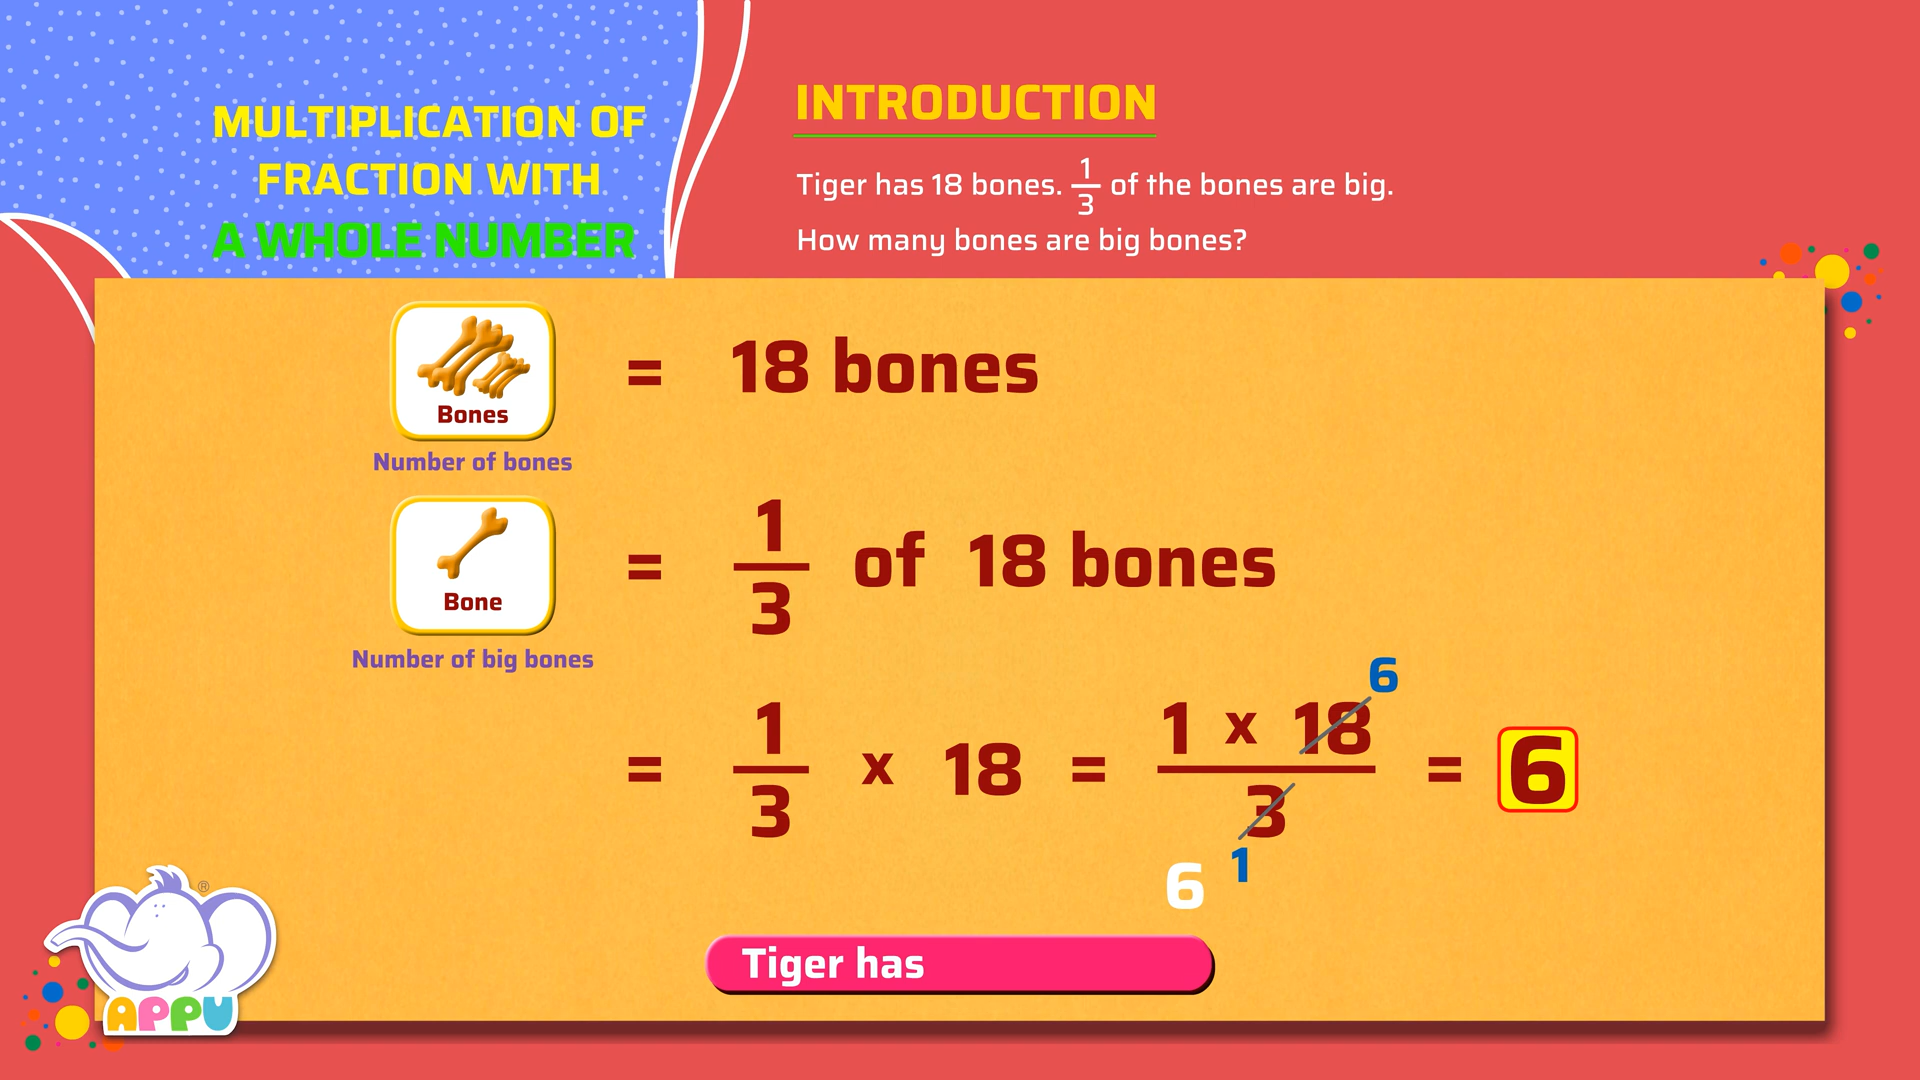 MULTIPLICATION OF
FRACTION WITH
A WHOLE NUMBER
INTRODUCTION
Tiger has 18 bones. 1/3 of the bones are big.
How many bones are big bones?
Bones
= 18 bones
Number of bones
Bone
= 1/3 of 18 bones
Number of big bones
= 1/3 x 18 = 1 x 18 / 3 = 6
6
1
6
Tiger has
®
APPU